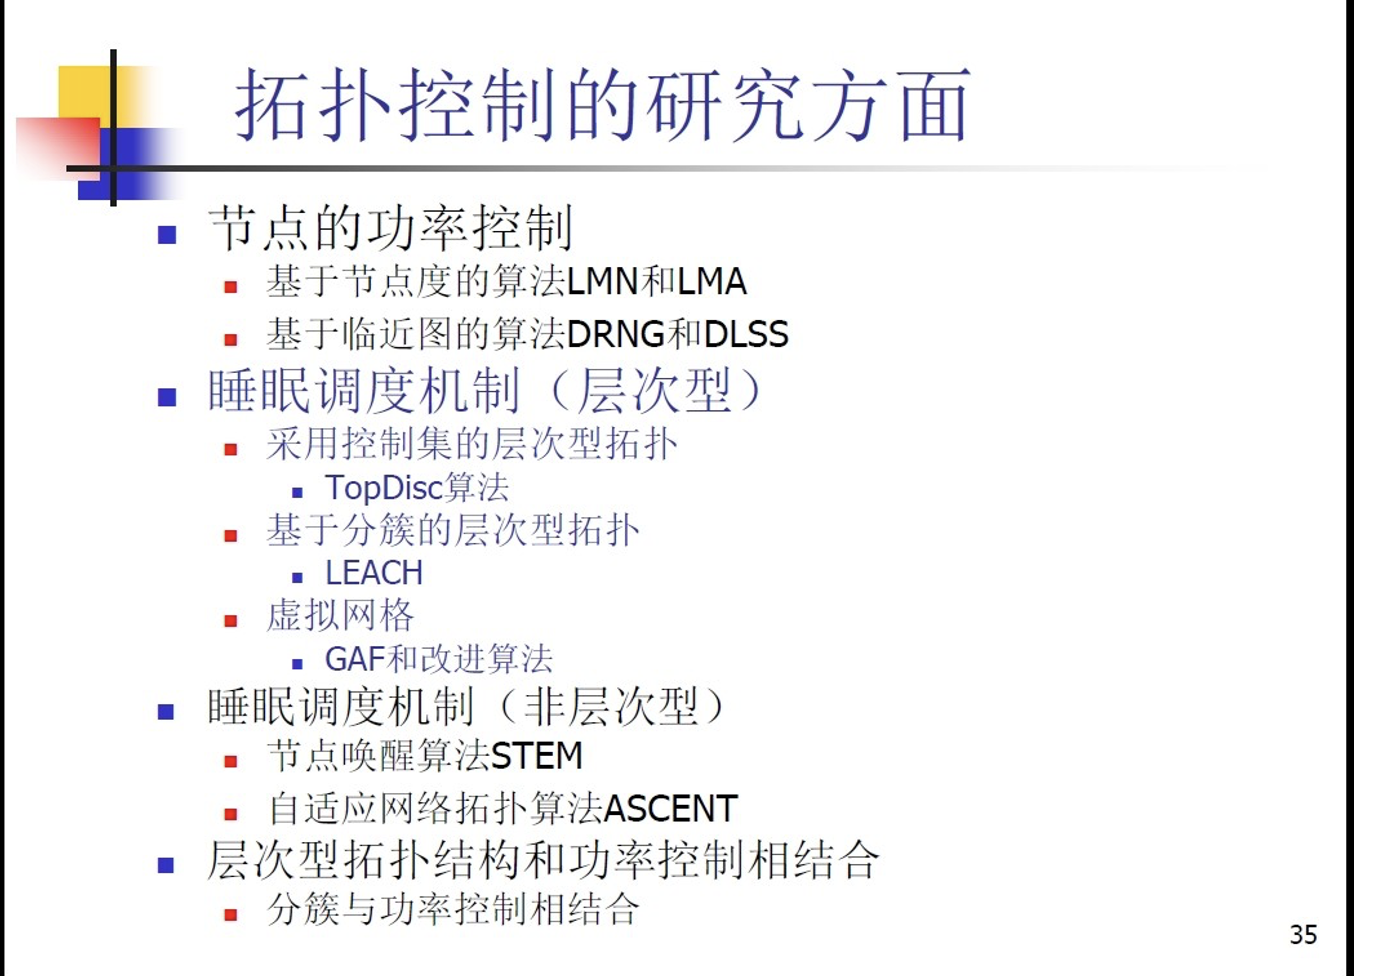 拓扑控制的研究方面
节点的功率控制
基于节点度的算法LMN和LMA
基于临近图的算法DRNG和DLSS
睡眠调度机制（层次型）
采用控制集的层次型拓扑
TopDisc算法
基于分簇的层次型拓扑
LEACH
虚拟网格
GAF和改进算法
睡眠调度机制（非层次型）
节点唤醒算法STEM
自适应网络拓扑算法ASCENT
层次型拓扑结构和功率控制相结合
分簇与功率控制相结合
35